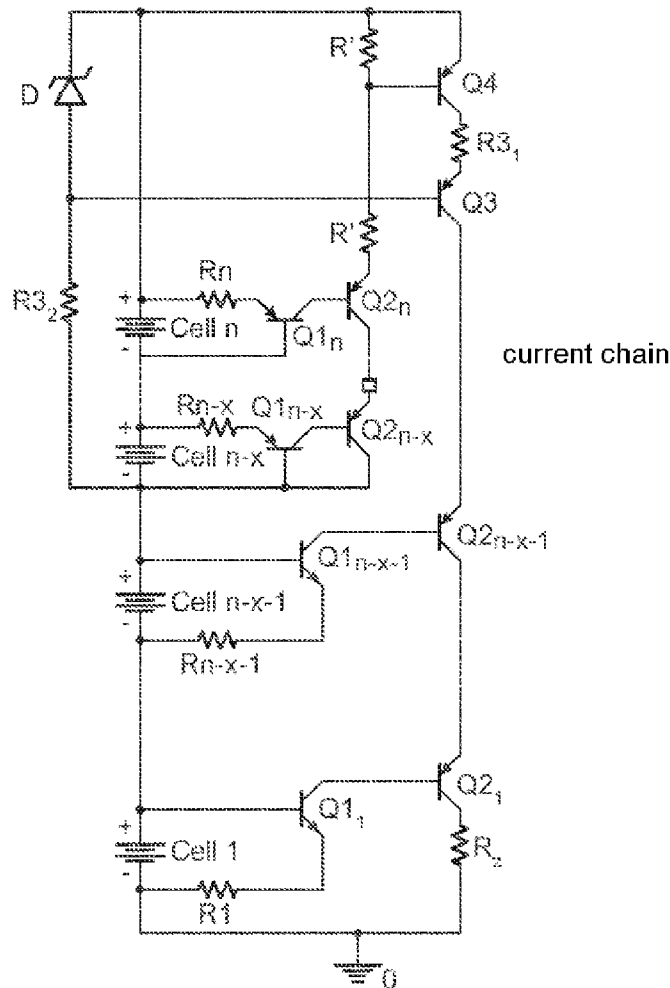 R'
D
Q4
R3₁
Q3
R'
Rn
R3₂
+
Cell n
-
Q1ₙ
Q2ₙ
current chain
Rn-x
Q1ₙ₋ₓ
+
Cell n-x
-
Q2ₙ₋ₓ
Q1ₙ₋ₓ₋₁
Q2ₙ₋ₓ₋₁
+
Cell n-x-1
-
Rn-x-1
Q1₁
Q2₁
+
Cell 1
-
R1
R₂
0